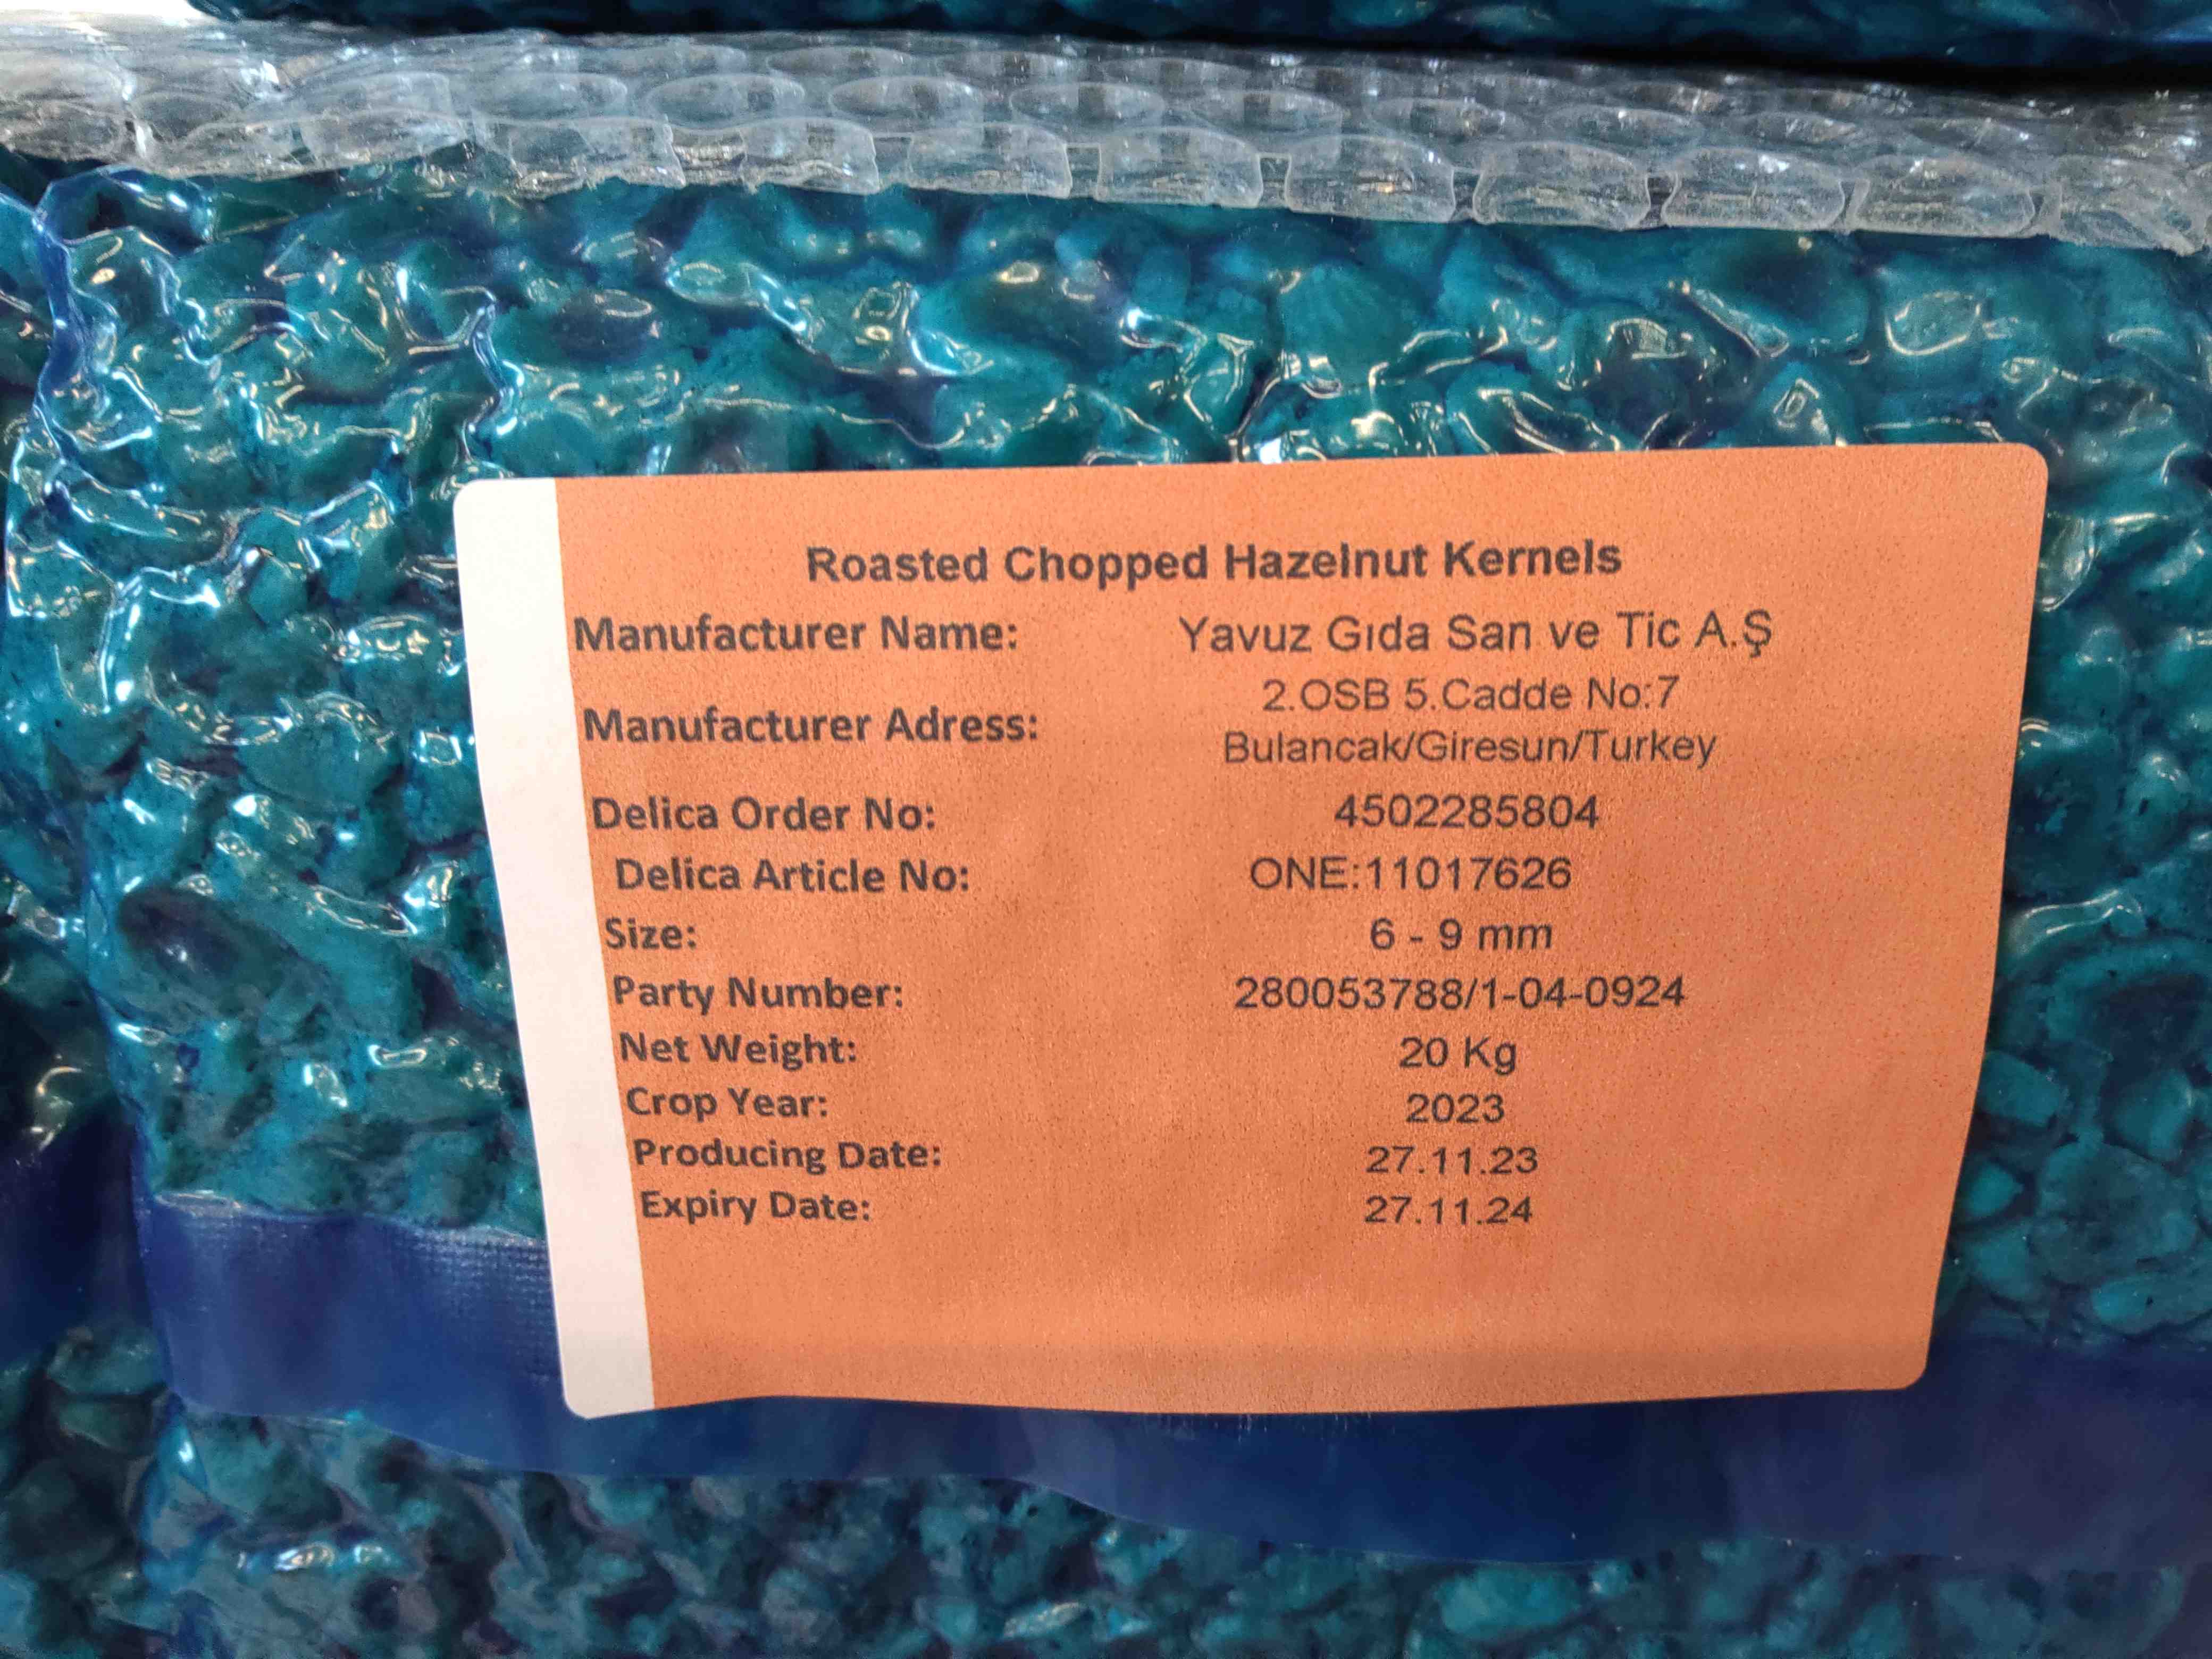 Roasted Chopped Hazelnut Kernels
Manufacturer Name: Yavuz Gıda San ve Tic A.Ş
Manufacturer Adress: 2.OSB 5.Cadde No:7
Bulancak/Giresun/Turkey
Delica Order No: 4502285804
Delica Article No: ONE:11017626
Size: 6 - 9 mm
Party Number: 280053788/1-04-0924
Net Weight: 20 Kg
Crop Year: 2023
Producing Date: 27.11.23
Expiry Date: 27.11.24